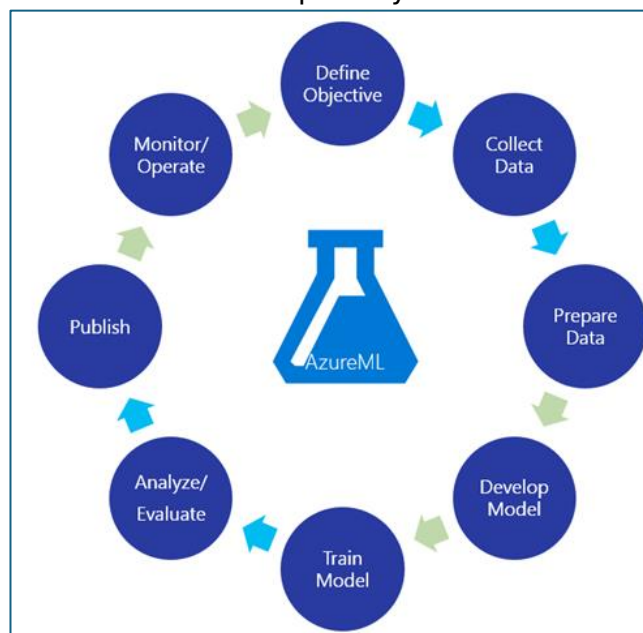 Define
Objective
Collect
Data
Prepare
Data
Develop
Model
Train
Model
Analyze/
Evaluate
Publish
Monitor/
Operate
AzureML